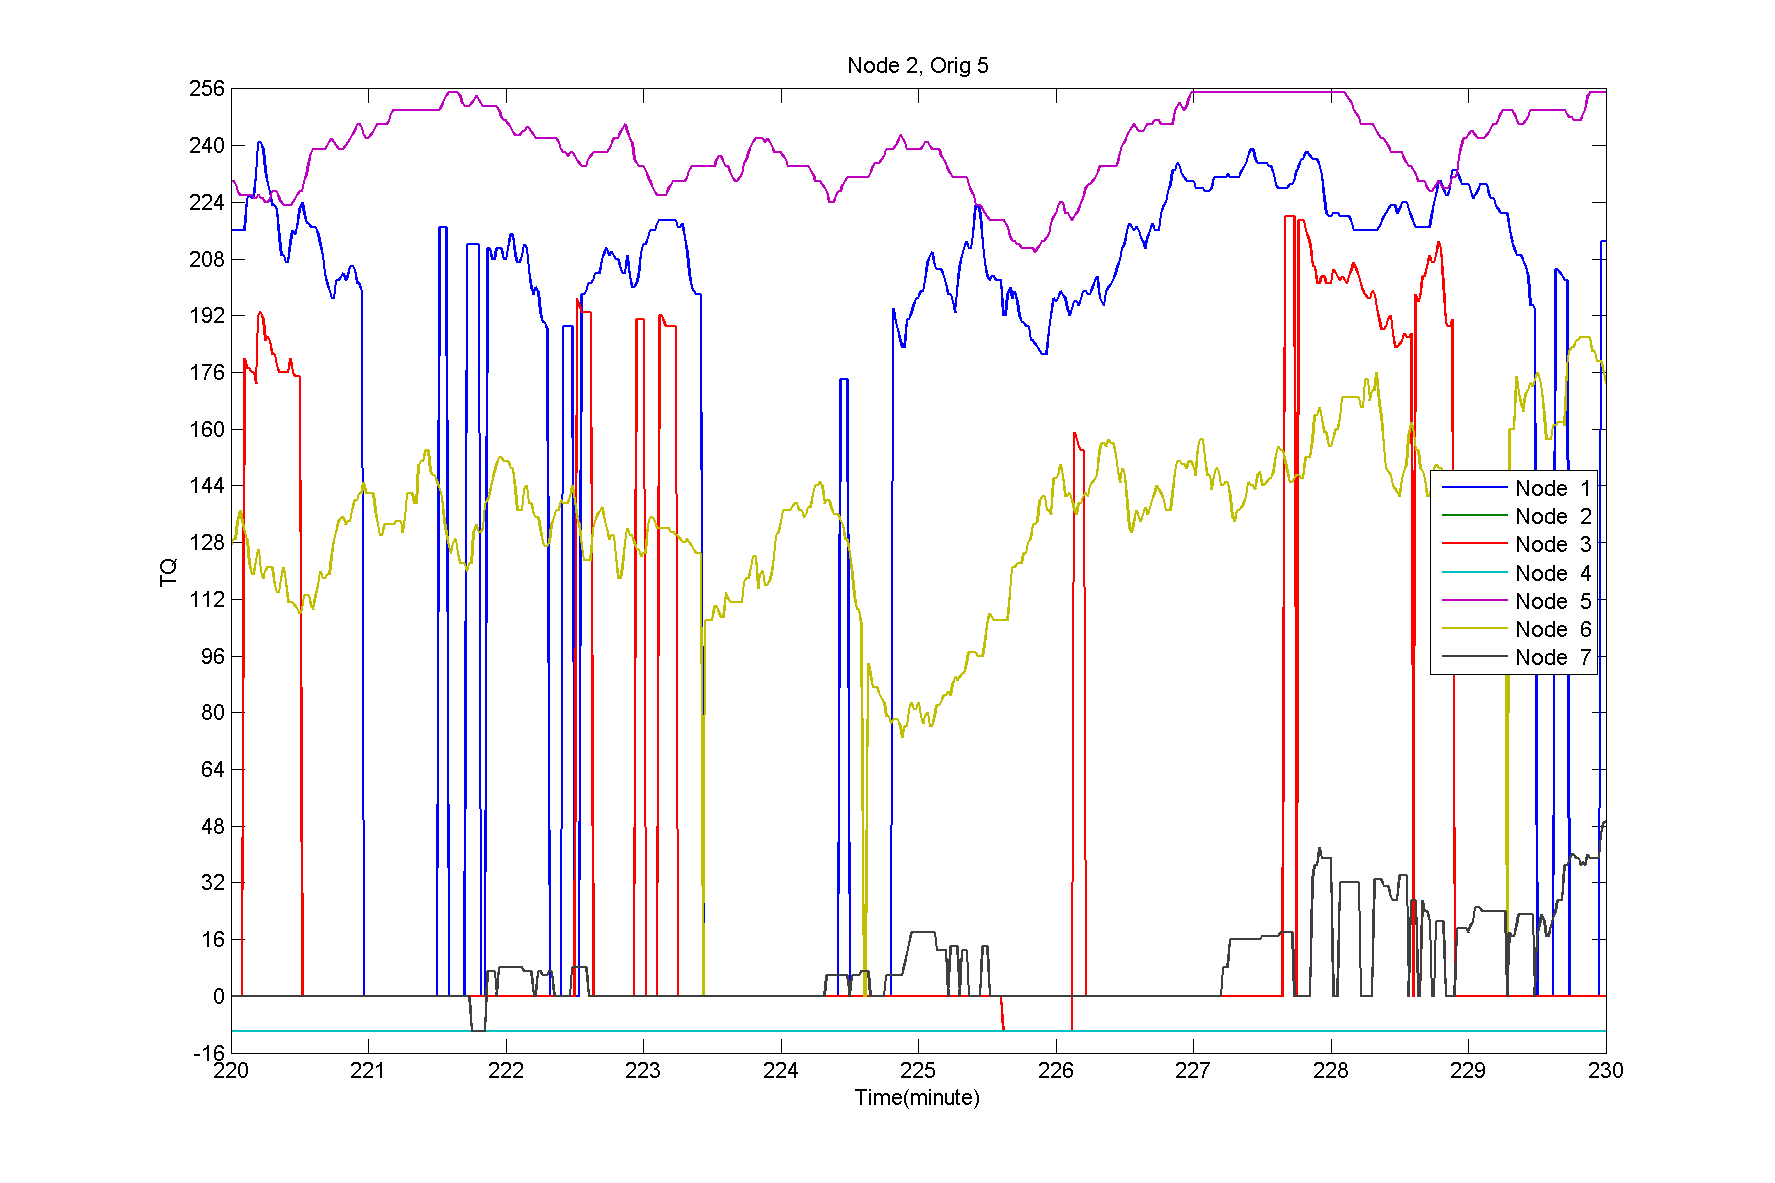 Node 2, Orig 5
256
240
224
208
192
176
160
144
128
112
96
80
64
48
32
16
0
-16
TQ
220 221 222 223 224 225 226 227 228 229 230
Time(minute)
Node 1
Node 2
Node 3
Node 4
Node 5
Node 6
Node 7